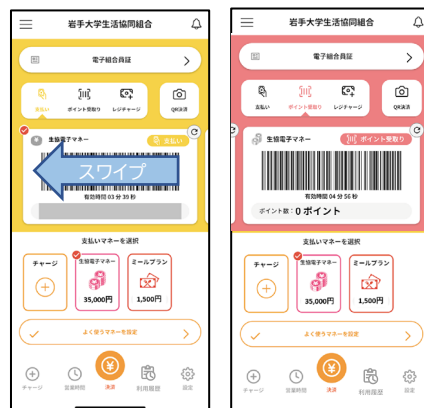 岩手大学生活協同組合
電子組合員証
支払い
ポイント受取り
レジチャージ
QR決済
生協電子マネー
支払い
スワイプ
有効時間 03 分 39 秒
支払いマネーを選択
チャージ
生協電子マネー
35,000円
ミールプラン
1,500円
よく使うマネーを設定
チャージ
営業時間
決済
利用履歴
設定
岩手大学生活協同組合
電子組合員証
支払い
ポイント受取り
レジチャージ
QR決済
生協電子マネー
ポイント受取り
有効時間 04 分 56 秒
ポイント数:0 ポイント
支払いマネーを選択
チャージ
生協電子マネー
35,000円
ミールプラン
1,500円
よく使うマネーを設定
チャージ
営業時間
決済
利用履歴
設定